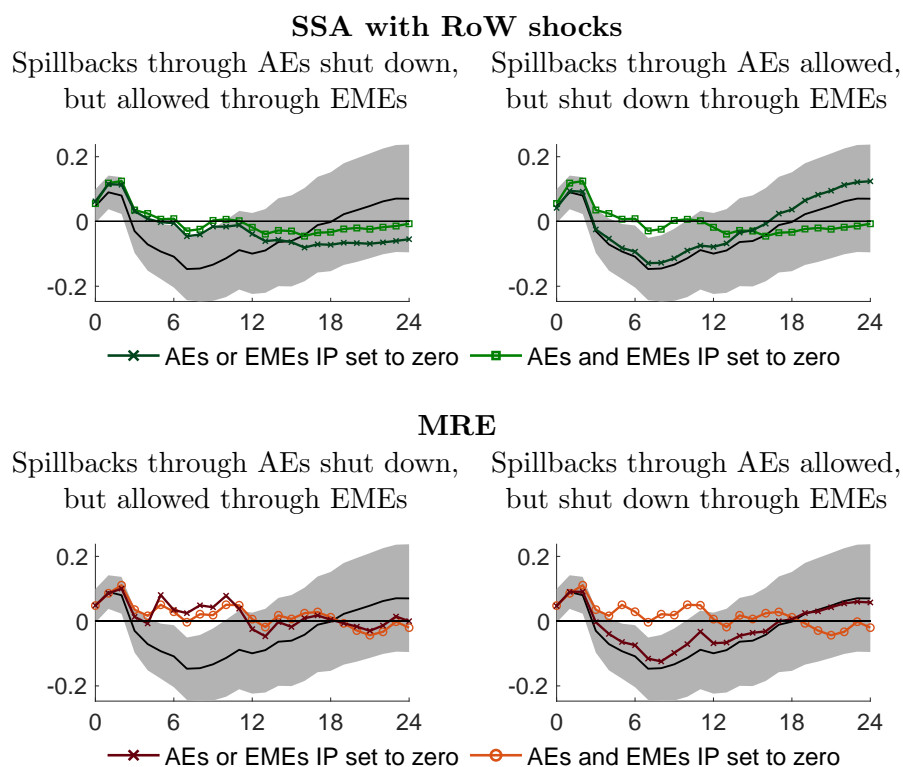 SSA with RoW shocks
Spillbacks through AEs shut down, but allowed through EMEs
Spillbacks through AEs allowed, but shut down through EMEs
0.2
0
-0.2
0 6 12 18 24
0.2
0
-0.2
0 6 12 18 24
AEs or EMEs IP set to zero AEs and EMEs IP set to zero
MRE
Spillbacks through AEs shut down,
but allowed through EMEs
Spillbacks through AEs allowed,
but shut down through EMEs
0.2
0
-0.2
0 6 12 18 24
0.2
0
-0.2
0 6 12 18 24
AEs or EMEs IP set to zero AEs and EMEs IP set to zero